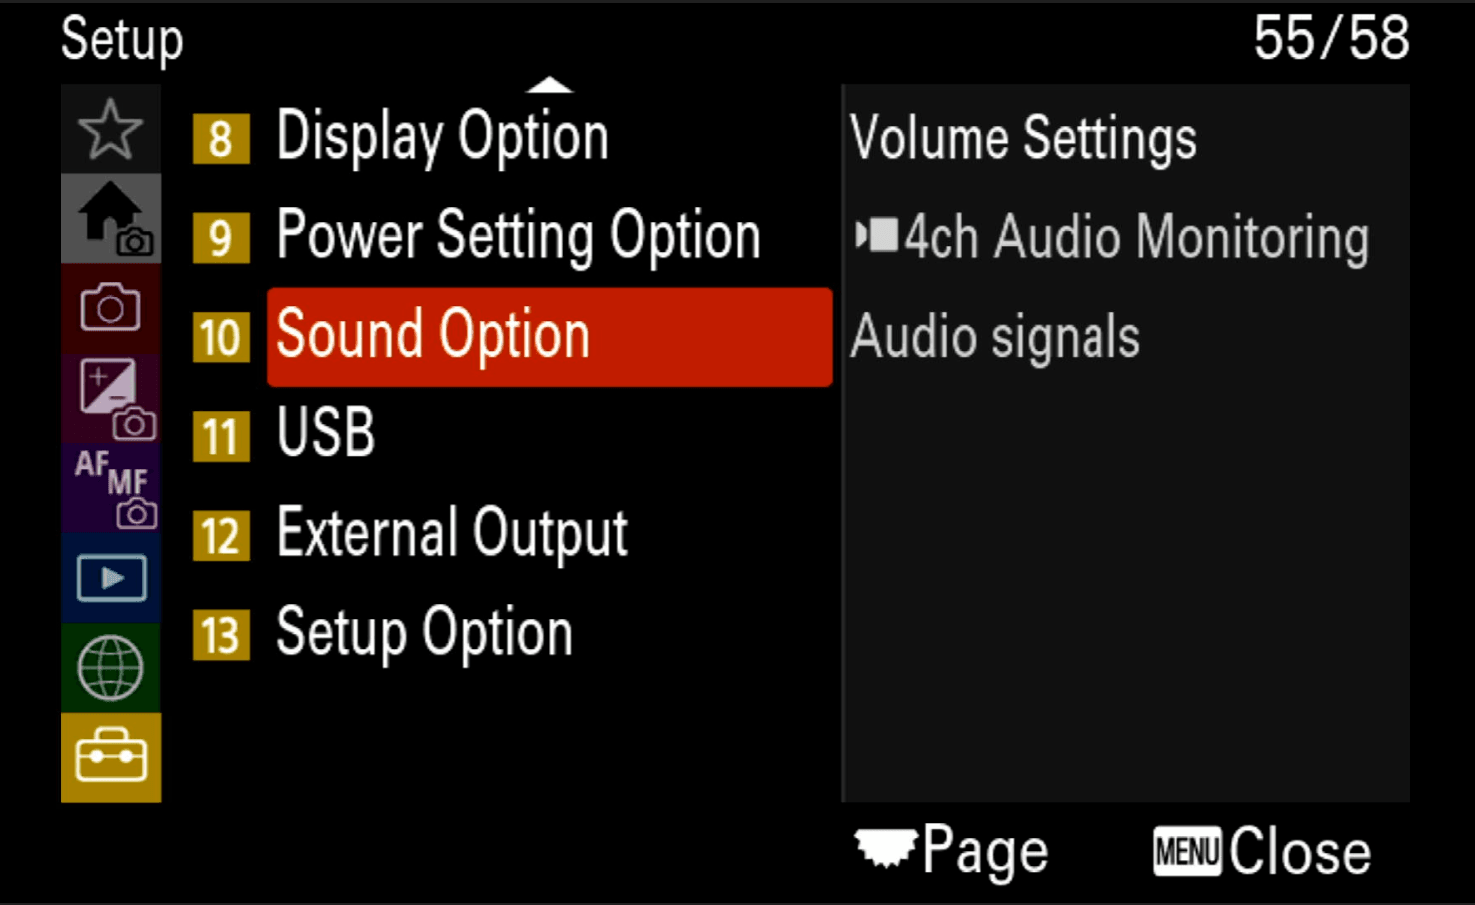 Setup 55/58
8 Display Option
9 Power Setting Option
10 Sound Option
11 USB
12 External Output
13 Setup Option
Volume Settings
4ch Audio Monitoring
Audio signals
AF MF
Page MENU Close